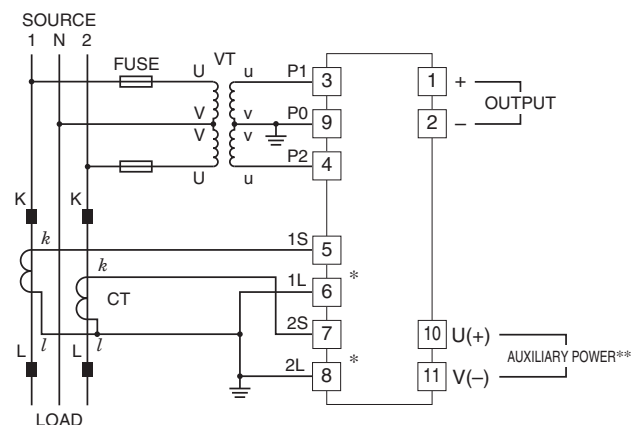 SOURCE
1 N 2
FUSE
VT
U u P1 3
V v P0 9
V v
U u P2 4
1 +
OUTPUT
2 –
K K
k 1S 5
k 1L 6 *
CT
2S 7
l l
L L 2L 8 *
10 U(+)
AUXILIARY POWER**
11 V(–)
LOAD